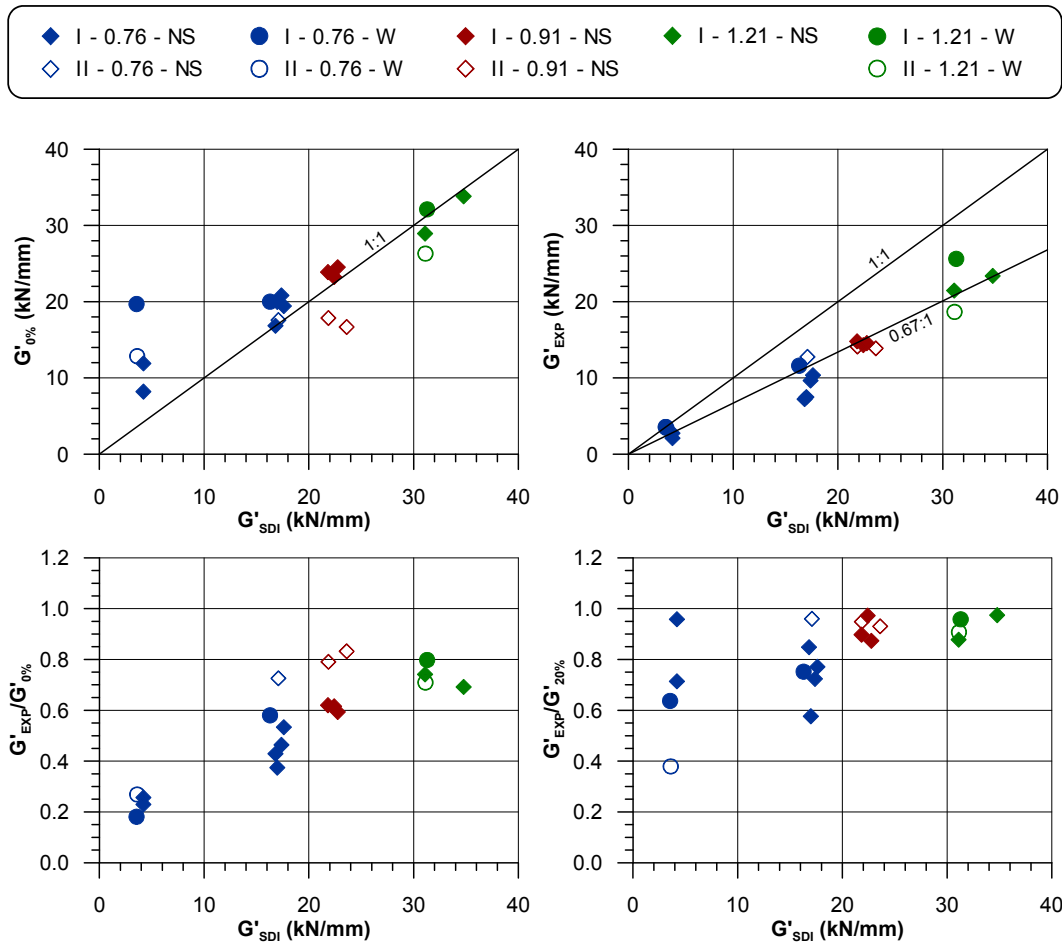 I - 0.76 - NS I - 0.76 - W I - 0.91 - NS I - 1.21 - NS I - 1.21 - W
II - 0.76 - NS II - 0.76 - W II - 0.91 - NS II - 1.21 - W
G'0% (kN/mm)
40
30
20
10
0
1:1
0 10 20 30 40
G'SDI (kN/mm)
G'EXP (kN/mm)
40
30
20
10
0
1:1
0.67:1
0 10 20 30 40
G'SDI (kN/mm)
G'EXP/G'0%
1.2
1.0
0.8
0.6
0.4
0.2
0.0
0 10 20 30 40
G'SDI (kN/mm)
G'EXP/G'20%
1.2
1.0
0.8
0.6
0.4
0.2
0.0
0 10 20 30 40
G'SDI (kN/mm)